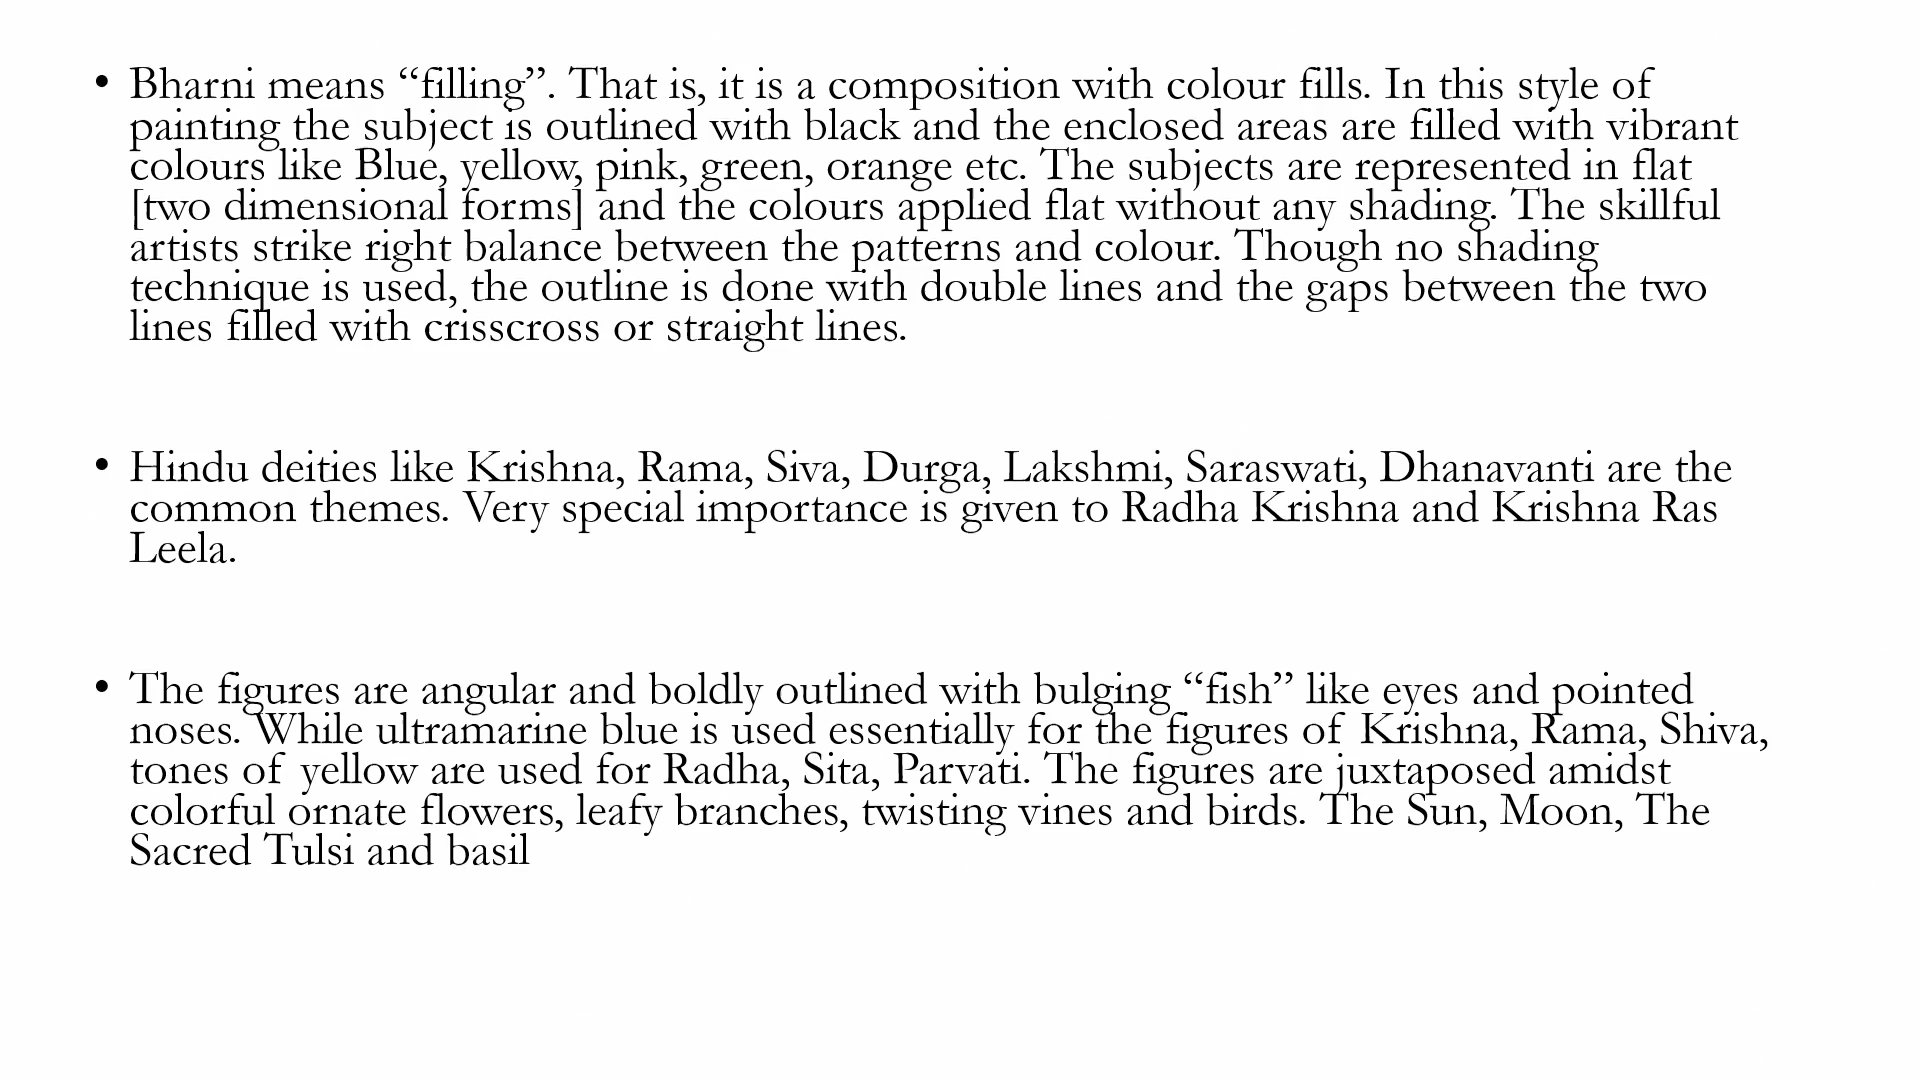 • Bharni means “filling”. That is, it is a composition with colour fills. In this style of
painting the subject is outlined with black and the enclosed areas are filled with vibrant
colours like Blue, yellow, pink, green, orange etc. The subjects are represented in flat
[two dimensional forms] and the colours applied flat without any shading. The skillful
artists strike right balance between the patterns and colour. Though no shading
technique is used, the outline is done with double lines and the gaps between the two
lines filled with crisscross or straight lines.
• Hindu deities like Krishna, Rama, Siva, Durga, Lakshmi, Saraswati, Dhanavanti are the
common themes. Very special importance is given to Radha Krishna and Krishna Ras
Leela.
• The figures are angular and boldly outlined with bulging “fish” like eyes and pointed
noses. While ultramarine blue is used essentially for the figures of Krishna, Rama, Shiva,
tones of yellow are used for Radha, Sita, Parvati. The figures are juxtaposed amidst
colorful ornate flowers, leafy branches, twisting vines and birds. The Sun, Moon, The
Sacred Tulsi and basil